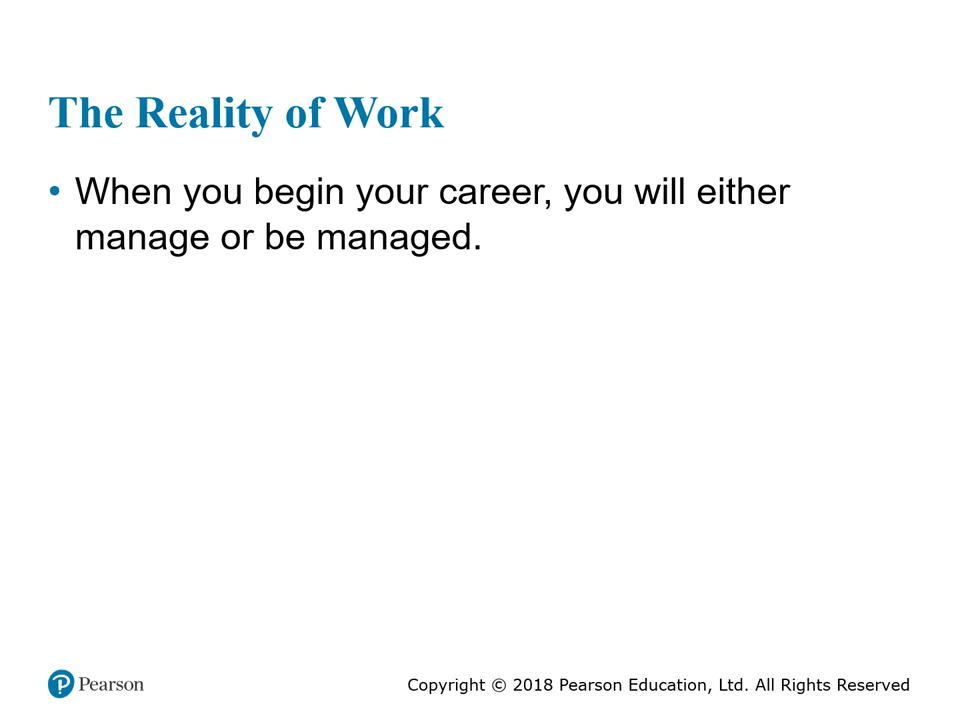 The Reality of Work
• When you begin your career, you will either
manage or be managed.
Pearson
Copyright © 2018 Pearson Education, Ltd. All Rights Reserved